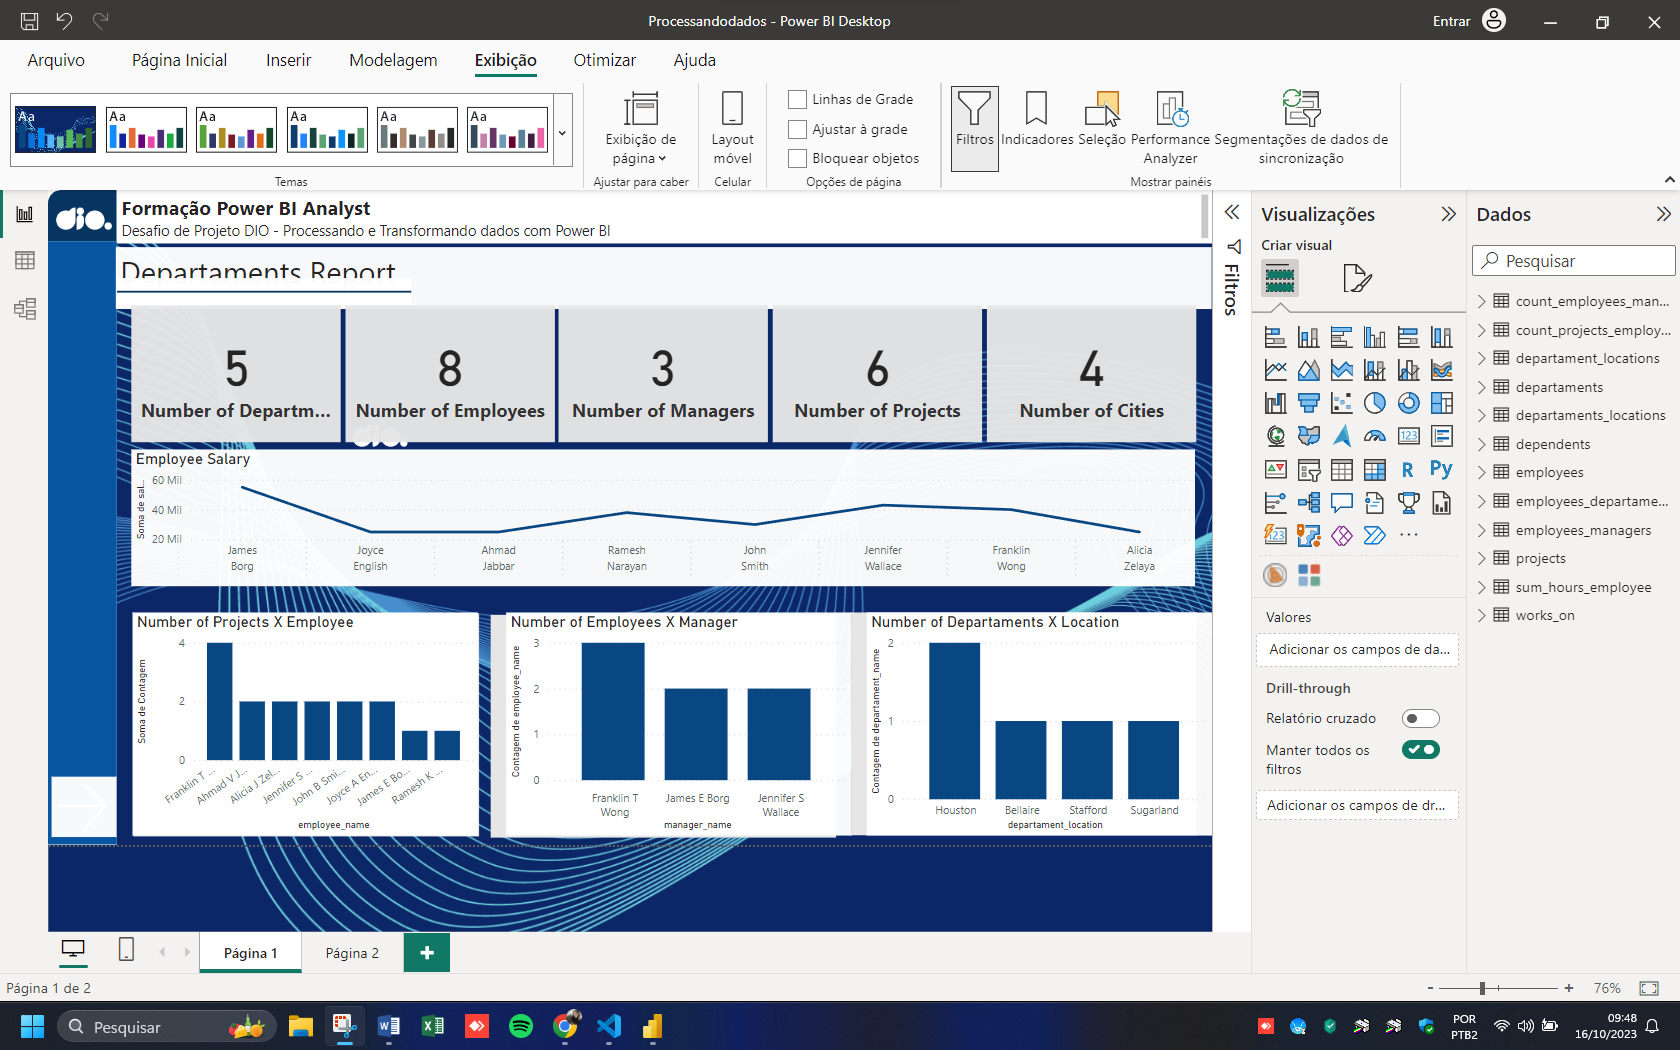 Processandodados - Power BI Desktop
Entrar
Arquivo
Página Inicial
Inserir
Modelagem
Exibição
Otimizar
Ajuda
Aa
Aa
Aa
Aa
Aa
Aa
Temas
Exibição de
página
Ajustar para caber
Layout
móvel
Celular
Linhas de Grade
Ajustar à grade
Bloquear objetos
Opções de página
Filtros
Indicadores
Seleção
Performance
Analyzer
Segmentações de dados de
sincronização
Mostrar painéis
dio.
Formação Power BI Analyst
Desafio de Projeto DIO - Processando e Transformando dados com Power BI
Departaments Report
5
Number of Departm...
8
Number of Employees
3
Number of Managers
6
Number of Projects
4
Number of Cities
dio.
Employee Salary
Soma de sal...
60 Mil
40 Mil
20 Mil
James
Borg
Joyce
English
Ahmad
Jabbar
Ramesh
Narayan
John
Smith
Jennifer
Wallace
Franklin
Wong
Alicia
Zelaya
Number of Projects X Employee
Soma de Contagem
4
2
0
Franklin T ...
Ahmad V J...
Alicia J Zel...
Jennifer S ...
John B Smi...
Joyce A En...
James E Bo...
Ramesh K ...
employee_name
Number of Employees X Manager
Contagem de employee_name
3
2
1
0
Franklin T
Wong
James E Borg
Jennifer S
Wallace
manager_name
Number of Departaments X Location
Contagem de departament_name
2
1
0
Houston
Bellaire
Stafford
Sugarland
departament_location
Filtros
Visualizações
Criar visual
123
R
Py
123
Valores
Adicionar os campos de da...
Drill-through
Relatório cruzado
Manter todos os
filtros
Adicionar os campos de dr...
Dados
Pesquisar
count_employees_man...
count_projects_employ...
departament_locations
departaments
departaments_locations
dependents
employees
employees_departame...
employees_managers
projects
sum_hours_employee
works_on
Página 1
Página 2
+
Página 1 de 2
- + 76%
Pesquisar
POR
PTB2
09:48
16/10/2023